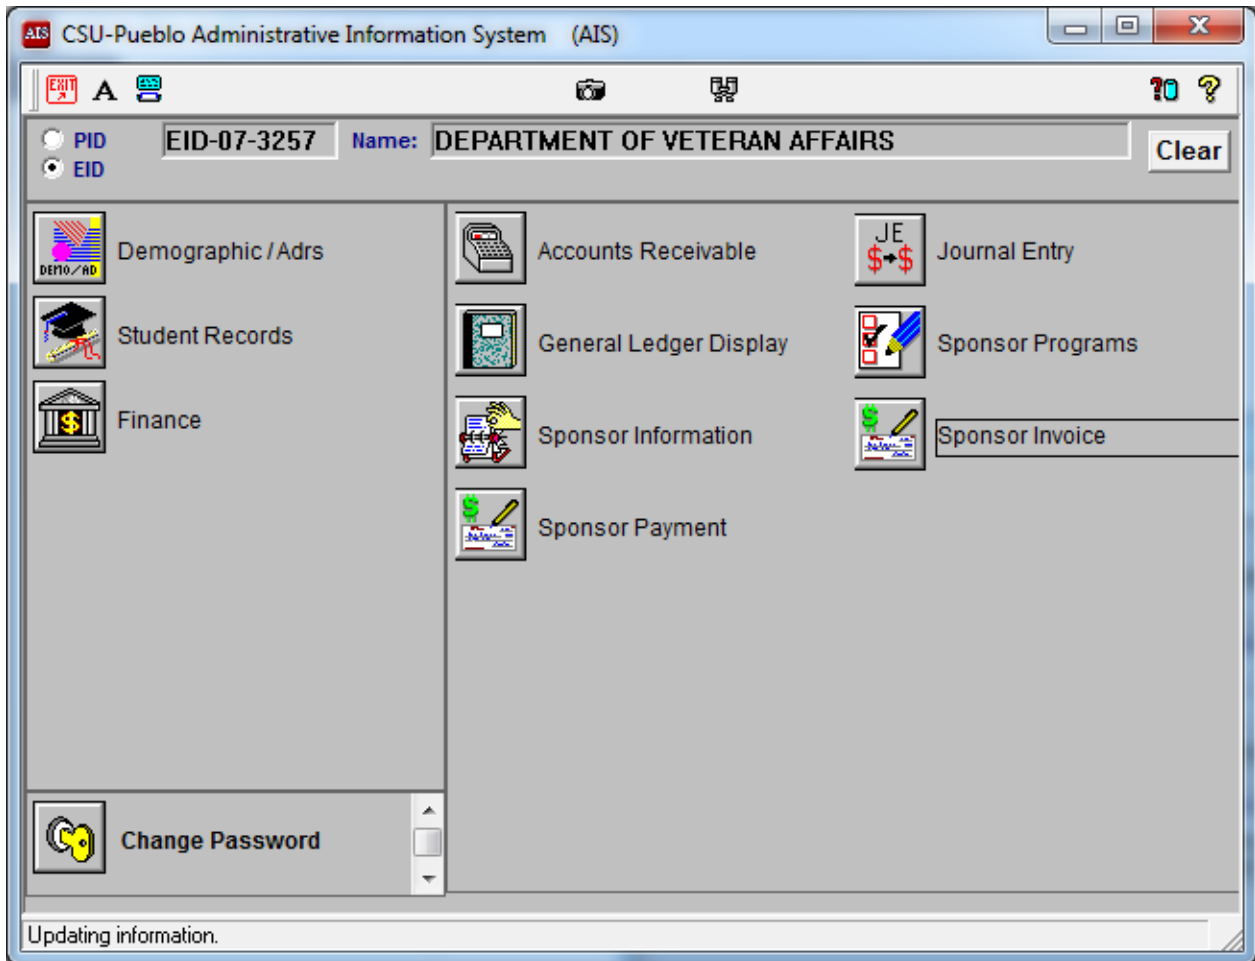 AIS CSU-Pueblo Administrative Information System (AIS)
EXIT A
PID EID-07-3257 Name: DEPARTMENT OF VETERAN AFFAIRS Clear
EID
DEMO/AD Demographic / Adrs
Student Records
Finance
Accounts Receivable
JE Journal Entry
General Ledger Display
Sponsor Programs
Sponsor Information
Sponsor Invoice
Sponsor Payment
Change Password
Updating information.